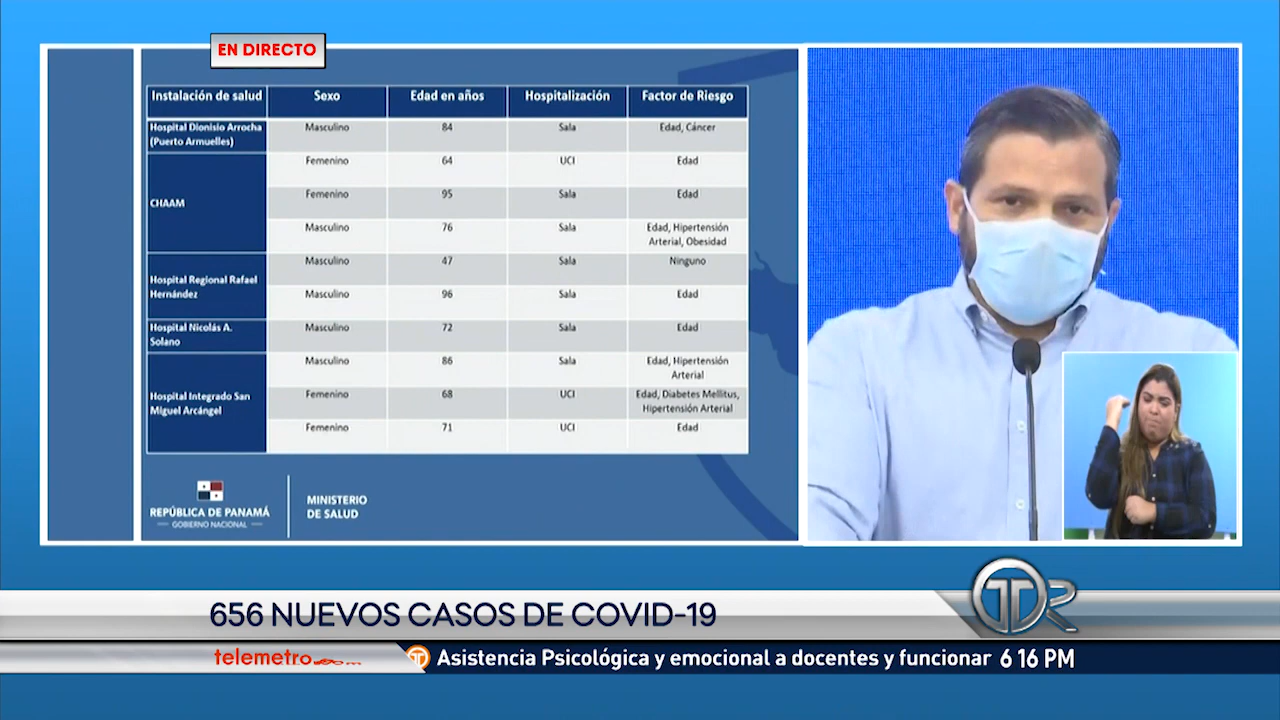 EN DIRECTO
Instalación de salud Sexo Edad en años Hospitalización Factor de Riesgo
Hospital Dionisio Arrocha
(Puerto Armuelles)
Masculino 84 Sala Edad, Cáncer
CHAAM
Femenino 64 UCI Edad
Femenino 95 Sala Edad
Masculino 76 Sala Edad, Hipertensión
Arterial, Obesidad
Hospital Regional Rafael
Hernández
Masculino 47 Sala Ninguno
Masculino 96 Sala Edad
Hospital Nicolás A.
Solano
Masculino 72 Sala Edad
Hospital Integrado San
Miguel Arcángel
Masculino 86 Sala Edad, Hipertensión
Arterial
Femenino 68 UCI Edad, Diabetes Mellitus,
Hipertensión Arterial
Femenino 71 UCI Edad
REPÚBLICA DE PANAMÁ
GOBIERNO NACIONAL
MINISTERIO
DE SALUD
656 NUEVOS CASOS DE COVID-19
TR
telemetro
Asistencia Psicológica y emocional a docentes y funcionar 6 16 PM